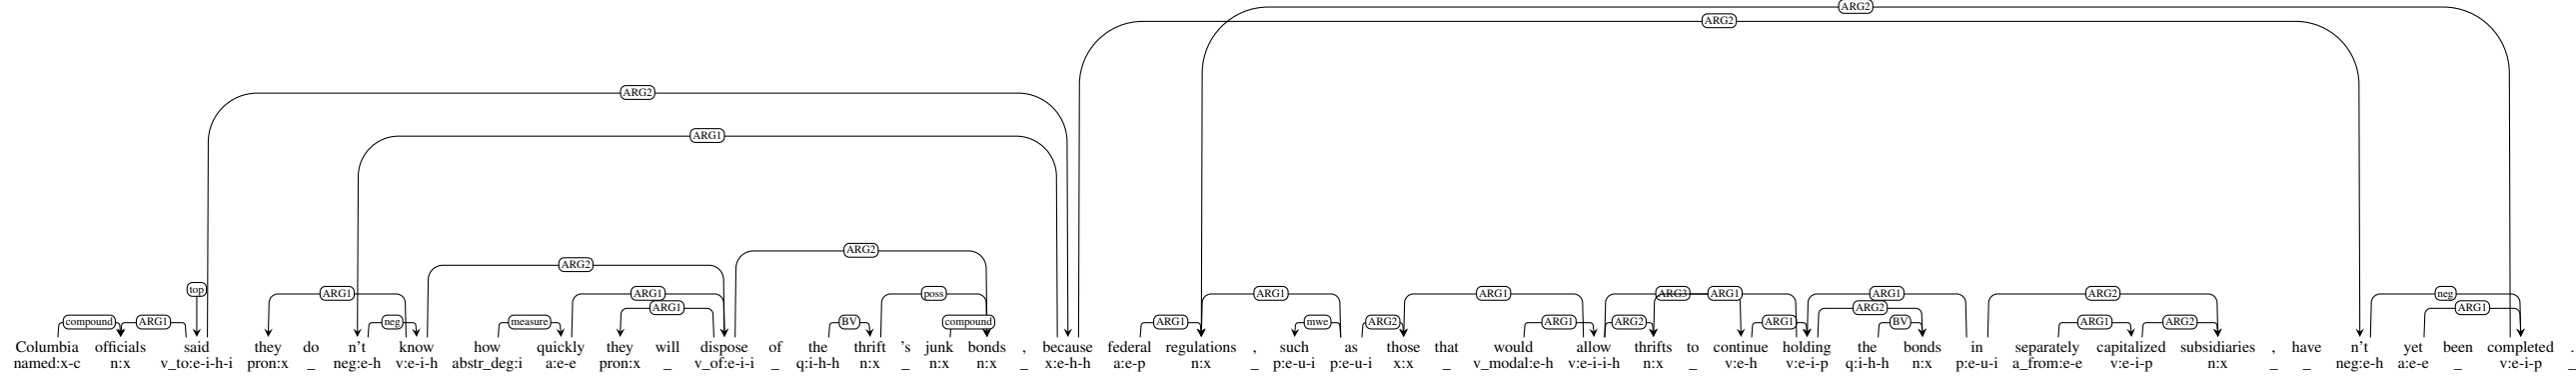 ARG2
ARG2
ARG2
ARG1
ARG2
ARG2
top ARG1 ARG1 poss ARG1 ARG1 ARG3 ARG1 ARG1 ARG2 neg
ARG1 ARG2 ARG1
compound ARG1 neg measure BV compound ARG1 mwe ARG2 ARG1 ARG2 ARG1 BV ARG1 ARG2
Columbia officials said they do n't know how quickly they will dispose of the thrift 's junk bonds , because federal regulations , such as those that would allow thrifts to continue holding the bonds in separately capitalized subsidiaries , have n't yet been completed .
named:x-c n:x v_to:e-i-h-i pron:x _ neg:e-h v:e-i-h abstr_deg:i a:e-e pron:x _ v_of:e-i-i _ q:i-h-h n:x _ n:x n:x _ x:e-h-h a:e-p n:x _ p:e-u-i p:e-u-i x:x _ v_modal:e-h v:e-i-i-h n:x _ v:e-h v:e-i-p q:i-h-h n:x p:e-u-i a_from:e-e v:e-i-p n:x _ _ neg:e-h a:e-e _ v:e-i-p _